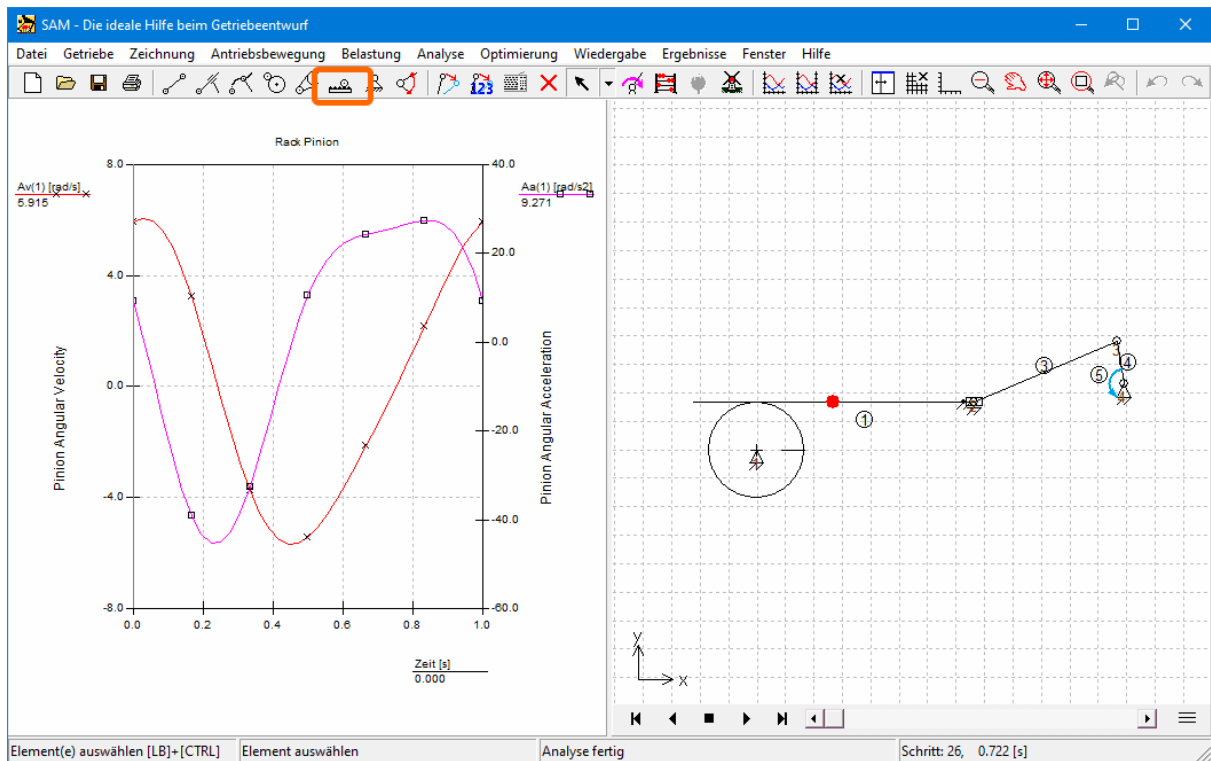 SAM - Die ideale Hilfe beim Getriebeentwurf
Datei Getriebe Zeichnung Antriebsbewegung Belastung Analyse Optimierung Wiedergabe Ergebnisse Fenster Hilfe
123
Rack Pinion
8.0
40.0
Av(1) [rad/s]
5.915
Aa(1) [rad/s2]
9.271
4.0
20.0
0.0
0.0
-20.0
-4.0
-40.0
-8.0
-60.0
Pinion Angular Velocity
Pinion Angular Acceleration
0.0 0.2 0.4 0.6 0.8 1.0
Zeit [s]
0.000
3
3
4
5
1
y
x
Element(e) auswählen [LB]+[CTRL]
Element auswählen
Analyse fertig
Schritt: 26, 0.722 [s]